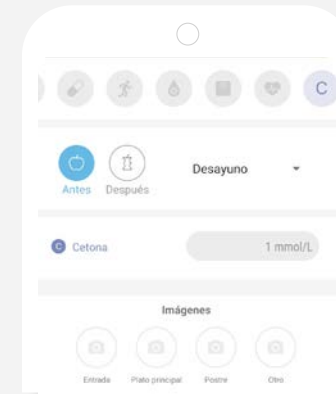 C
Desayuno
Antes Después
C Cetona 1 mmol/L
Imágenes
Entrada Plato principal Postre Otro